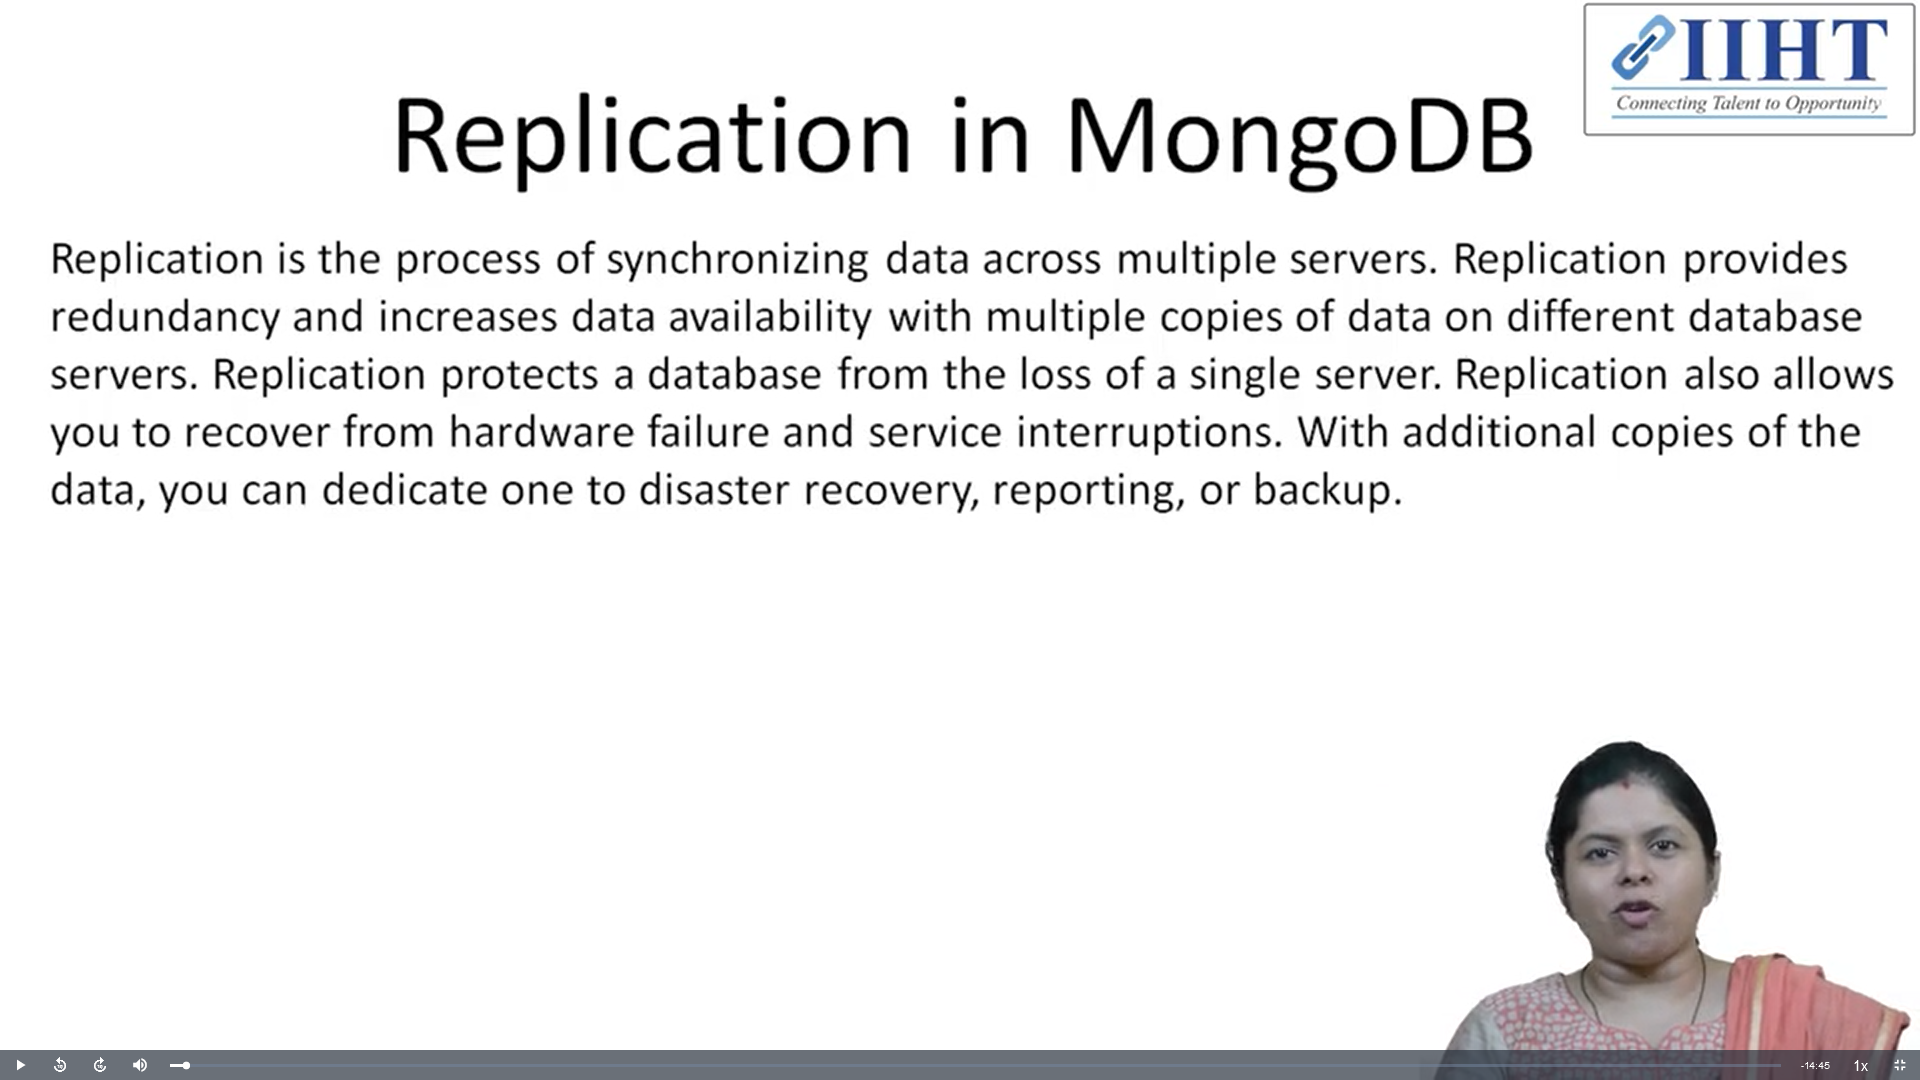 IIHT
Connecting Talent to Opportunity
Replication in MongoDB
Replication is the process of synchronizing data across multiple servers. Replication provides
redundancy and increases data availability with multiple copies of data on different database
servers. Replication protects a database from the loss of a single server. Replication also allows
you to recover from hardware failure and service interruptions. With additional copies of the
data, you can dedicate one to disaster recovery, reporting, or backup.
-14:45
1x